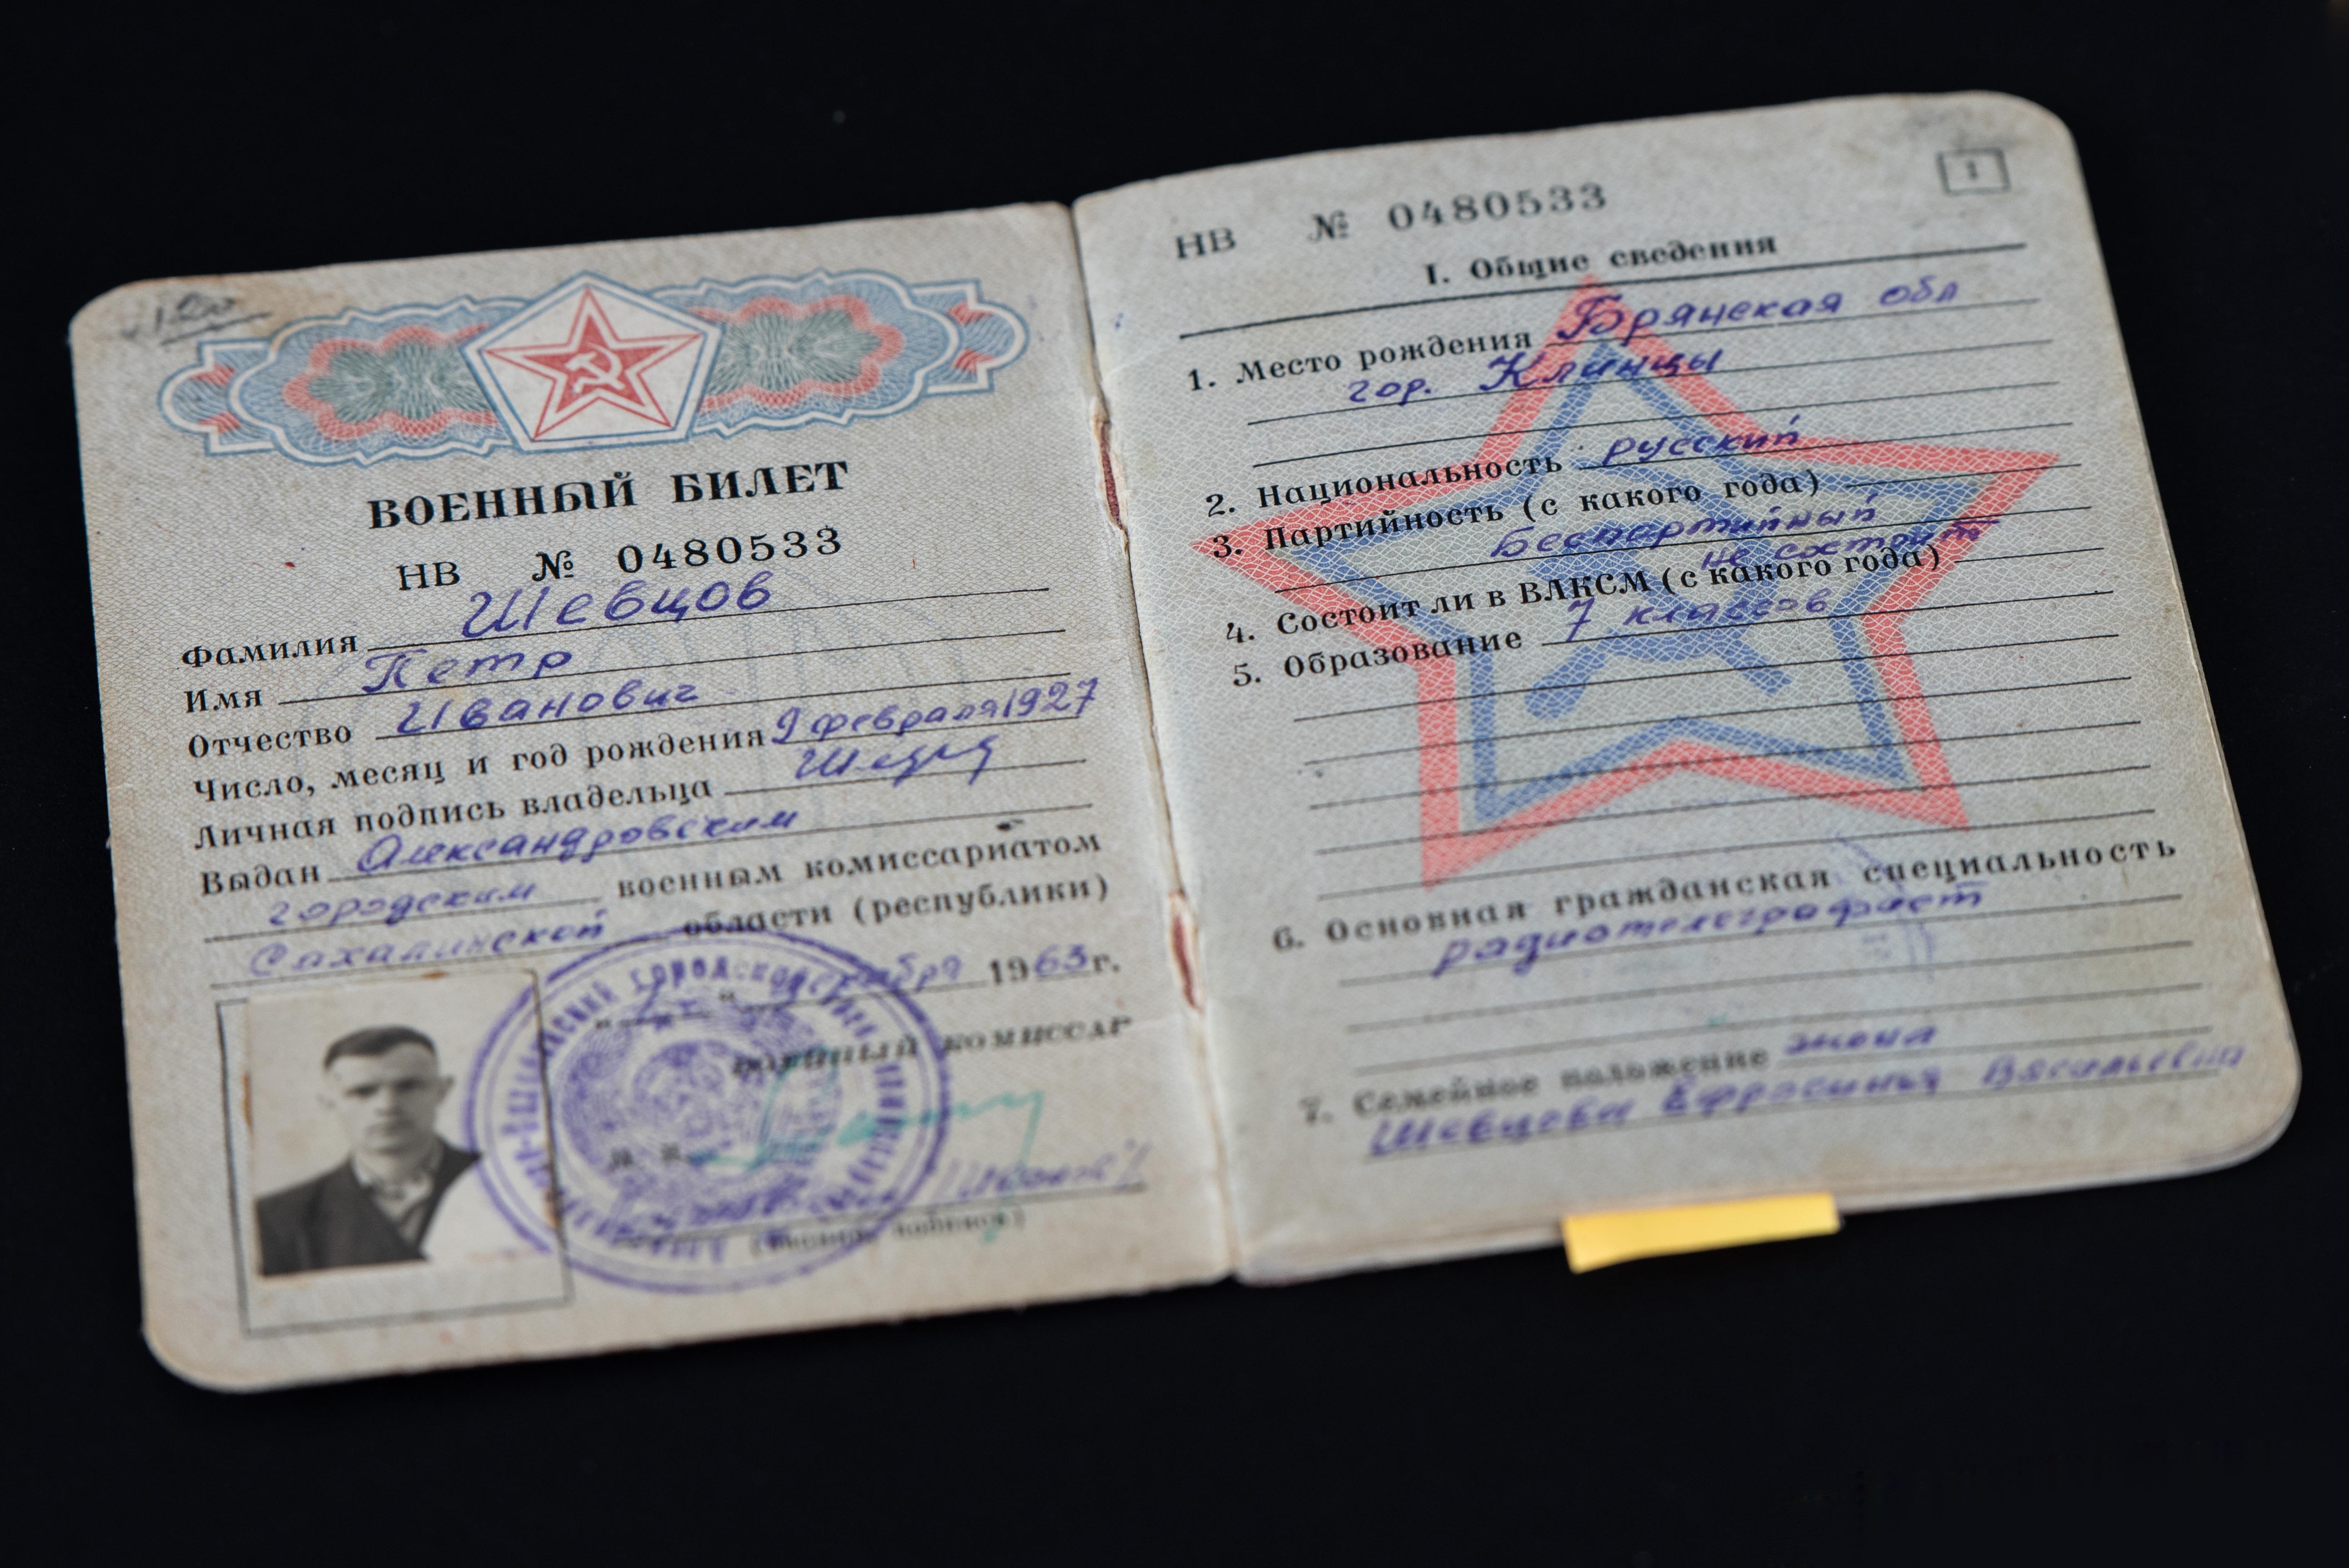 ВОЕННЫЙ БИЛЕТ
НВ № 0480533
Фамилия Шевцов
Имя Петр
Отчество Иванович
Число, месяц и год рождения 9 февраля 1927
Личная подпись владельца
Выдан Александровским
городским военным комиссариатом
Сахалинской области (республики)
декабря 1963 г.
Военный комиссар
НВ № 0480533
1
I. Общие сведения
1. Место рождения Брянская обл
гор. Клинцы
2. Национальность русский
3. Партийность (с какого года)
Беспартийный
не состоит
4. Состоит ли в ВЛКСМ (с какого года)
5. Образование 7 классов
6. Основная гражданская специальность
радиотелеграфист
7. Семейное положение жена
Шевцова Ефросинья Васильевна